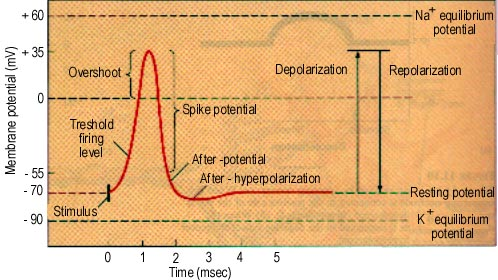 + 60
+ 35
0
- 55
- 70
- 90
Membrane potential (mV)
Na+ equilibrium
potential
Overshoot
Depolarization
Repolarization
Spike potential
Treshold
firing
level
After -potential
After - hyperpolarization
Resting potential
Stimulus
K+ equilibrium
potential
0 1 2 3 4 5
Time (msec)